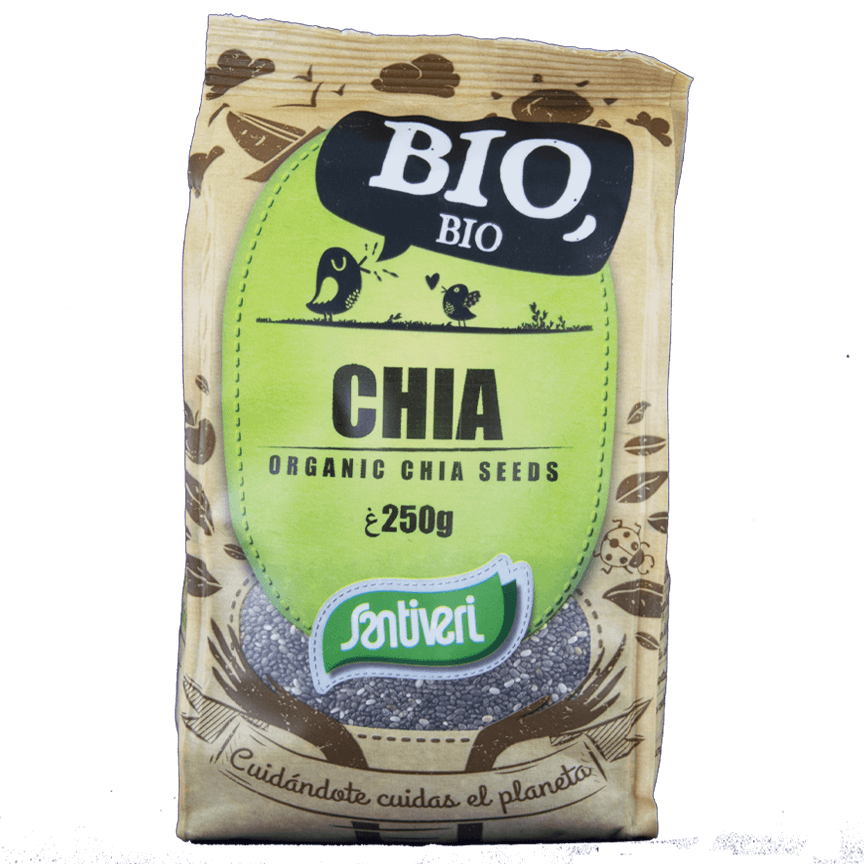 BIO,
BIO
CHIA
ORGANIC CHIA SEEDS
250g غ
Santiveri
Cuidándote cuidas el planeta